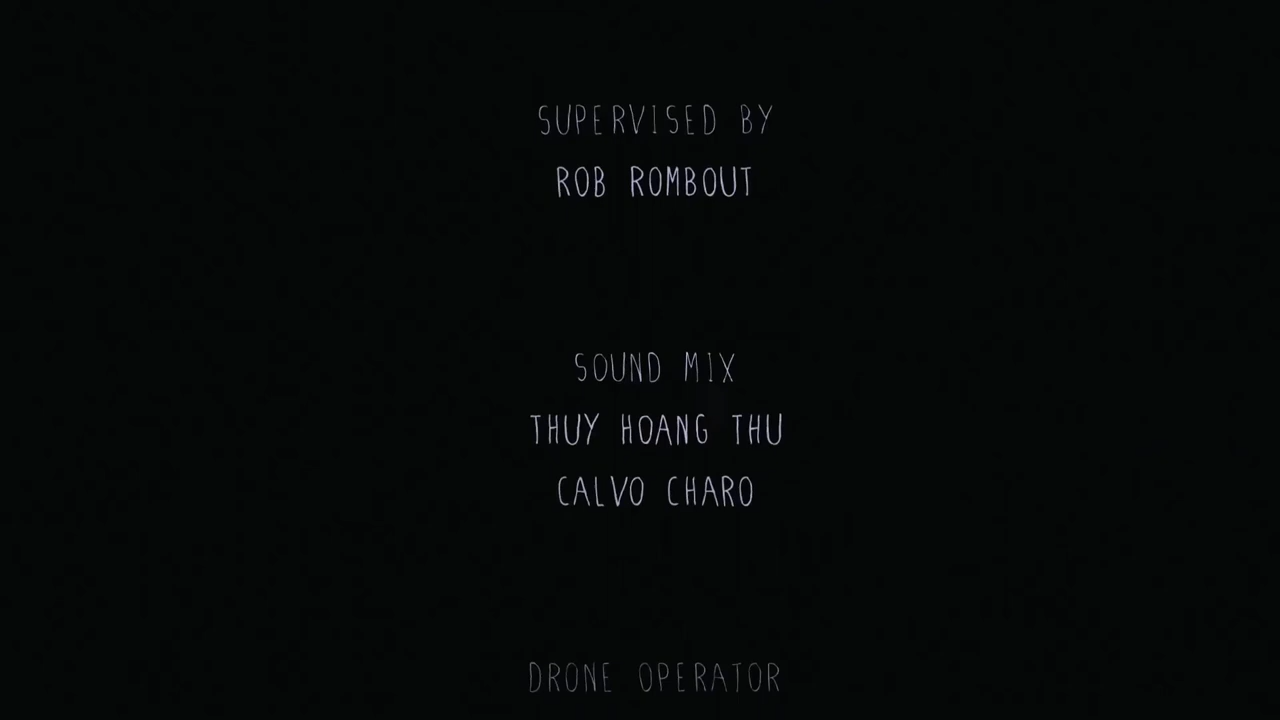 SUPERVISED BY
ROB ROMBOUT
SOUND MIX
THUY HOANG THU
CALVO CHARO
DRONE OPERATOR